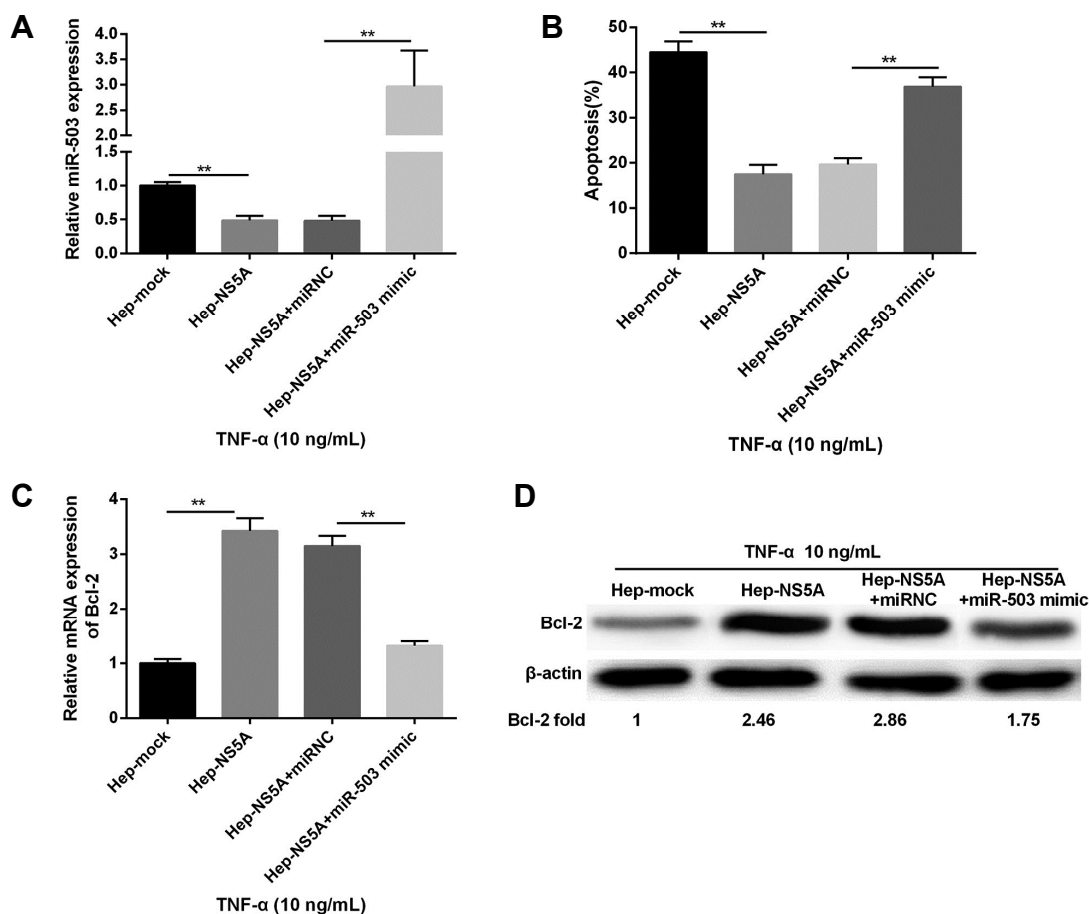 A
Relative miR-503 expression
4.0
3.5
3.0
2.5
2.0
1.5
1.0
0.5
0.0
**
**
Hep-mock
Hep-NS5A
Hep-NS5A+miRNC
Hep-NS5A+miR-503 mimic
TNF-α (10 ng/mL)
B
Apoptosis(%)
50
40
30
20
10
0
**
**
Hep-mock
Hep-NS5A
Hep-NS5A+miRNC
Hep-NS5A+miR-503 mimic
TNF-α (10 ng/mL)
C
Relative mRNA expression
of Bcl-2
4
3
2
1
0
**
**
Hep-mock
Hep-NS5A
Hep-NS5A+miRNC
Hep-NS5A+miR-503 mimic
TNF-α (10 ng/mL)
D
TNF-α 10 ng/mL
Hep-mock
Hep-NS5A
Hep-NS5A
+miRNC
Hep-NS5A
+miR-503 mimic
Bcl-2
β-actin
Bcl-2 fold 1 2.46 2.86 1.75